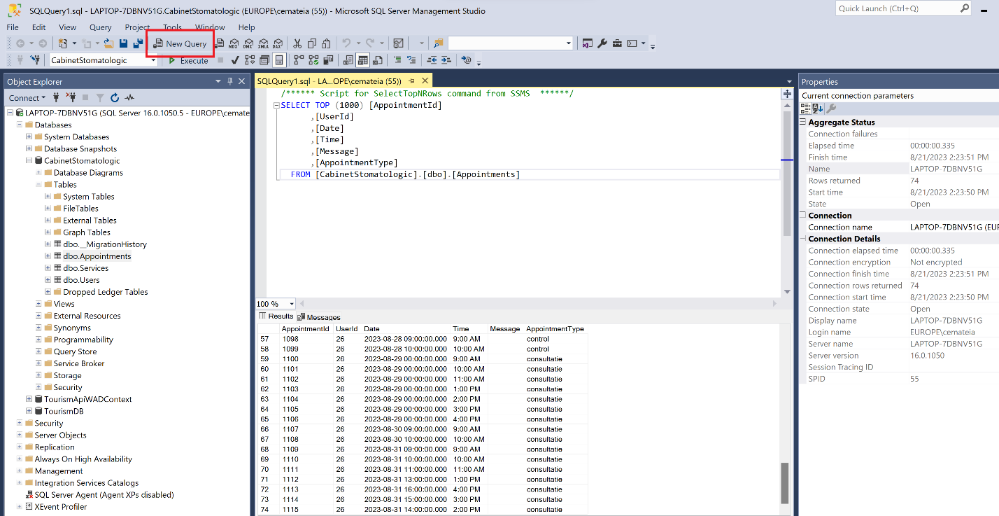 SQLQuery1.sql - LAPTOP-7DBNV51G.CabinetStomatologic (EUROPE\cemateia (55)) - Microsoft SQL Server Management Studio
Quick Launch (Ctrl+Q)
File Edit View Query Project Tools Window Help
New Query MDX DMX XMLA DAX
CabinetStomatologic Execute
Object Explorer
Connect
LAPTOP-7DBNV51G (SQL Server 16.0.1050.5 - EUROPE\cemate
Databases
System Databases
Database Snapshots
CabinetStomatologic
Database Diagrams
Tables
System Tables
FileTables
External Tables
Graph Tables
dbo.__MigrationHistory
dbo.Appointments
dbo.Services
dbo.Users
Dropped Ledger Tables
Views
External Resources
Synonyms
Programmability
Query Store
Service Broker
Storage
Security
TourismApiWADContext
TourismDB
Security
Server Objects
Replication
Always On High Availability
Management
Integration Services Catalogs
SQL Server Agent (Agent XPs disabled)
XEvent Profiler
SQLQuery1.sql - LA...OPE\cemateia (55))
/****** Script for SelectTopNRows command from SSMS ******/
SELECT TOP (1000) [AppointmentId]
,[UserId]
,[Date]
,[Time]
,[Message]
,[AppointmentType]
FROM [CabinetStomatologic].[dbo].[Appointments]
100 %
Results Messages
AppointmentId UserId Date Time Message AppointmentType
57 1098 26 2023-08-28 09:00:00.000 9:00 AM control
58 1099 26 2023-08-28 10:00:00.000 10:00 AM control
59 1100 26 2023-08-29 00:00:00.000 9:00 AM consultatie
60 1101 26 2023-08-29 00:00:00.000 10:00 AM consultatie
61 1102 26 2023-08-29 00:00:00.000 11:00 AM consultatie
62 1103 26 2023-08-29 00:00:00.000 1:00 PM consultatie
63 1104 26 2023-08-29 00:00:00.000 2:00 PM consultatie
64 1105 26 2023-08-29 00:00:00.000 3:00 PM consultatie
65 1106 26 2023-08-29 00:00:00.000 4:00 PM consultatie
66 1107 26 2023-08-30 09:00:00.000 9:00 AM consultatie
67 1108 26 2023-08-30 10:00:00.000 10:00 AM consultatie
68 1109 26 2023-08-31 09:00:00.000 9:00 AM consultatie
69 1110 26 2023-08-31 10:00:00.000 10:00 AM consultatie
70 1111 26 2023-08-31 11:00:00.000 11:00 AM consultatie
71 1112 26 2023-08-31 13:00:00.000 1:00 PM consultatie
72 1113 26 2023-08-31 16:00:00.000 4:00 PM consultatie
73 1114 26 2023-08-31 15:00:00.000 3:00 PM consultatie
74 1115 26 2023-08-31 14:00:00.000 2:00 PM consultatie
Properties
Current connection parameters
Aggregate Status
Connection failures
Elapsed time 00:00:00.335
Finish time 8/21/2023 2:23:51 PM
Name LAPTOP-7DBNV51G
Rows returned 74
Start time 8/21/2023 2:23:50 PM
State Open
Connection
Connection name LAPTOP-7DBNV51G (EUR
Connection Details
Connection elapsed time 00:00:00.335
Connection encryption Not encrypted
Connection finish time 8/21/2023 2:23:51 PM
Connection rows returned 74
Connection start time 8/21/2023 2:23:50 PM
Connection state Open
Display name LAPTOP-7DBNV51G
Login name EUROPE\cemateia
Server name LAPTOP-7DBNV51G
Server version 16.0.1050
Session Tracing ID
SPID 55